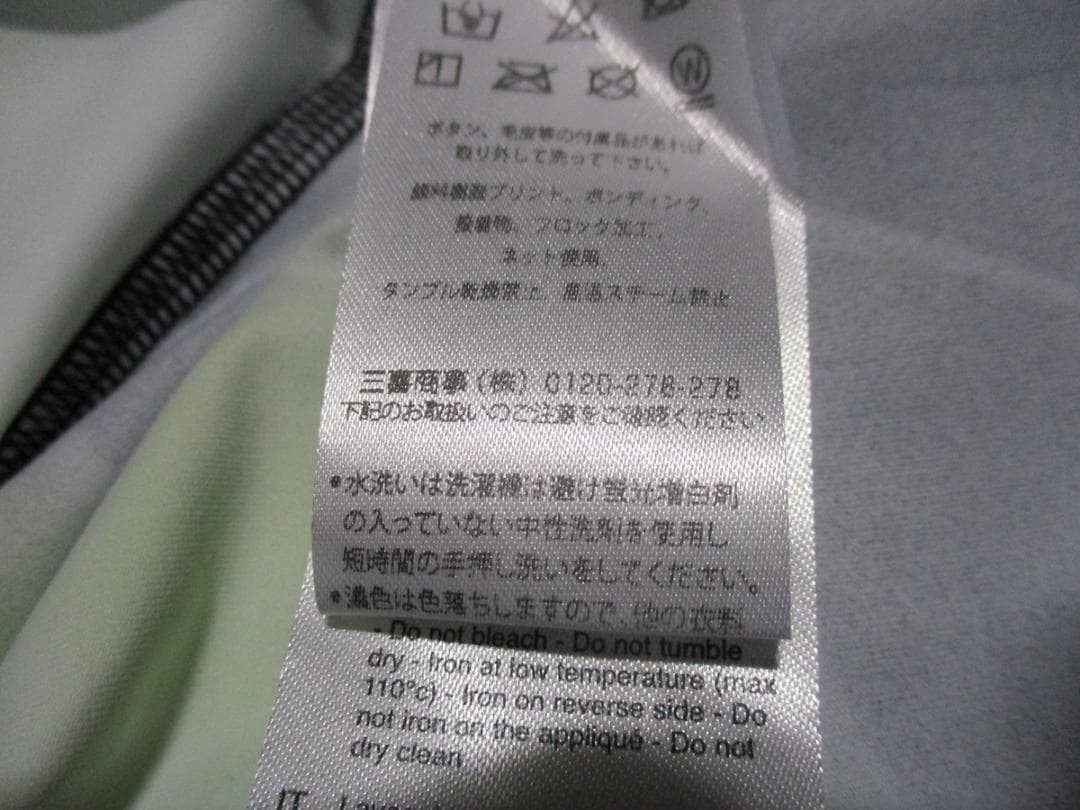 ボタン、毛皮等の付属品があれば
取り外して洗って下さい。
顔料樹脂プリント、ボンディング、
接着物、フロック加工、
ネット使用、
タンブル乾燥禁止、高温スチーム禁止
三喜商事(株) 0120-278-278
下記のお取扱いのご注意をご確認ください
•水洗いは洗濯機は避け蛍光増白剤
の入っていない中性洗剤を使用し
短時間の手押し洗いをしてください。
•濃色は色落ちしますので、他の衣料
- Do not bleach - Do not tumble
dry - Iron at low temperature (max
110°c) - Iron on reverse side - Do
not iron on the appliqué - Do not
dry clean
IT